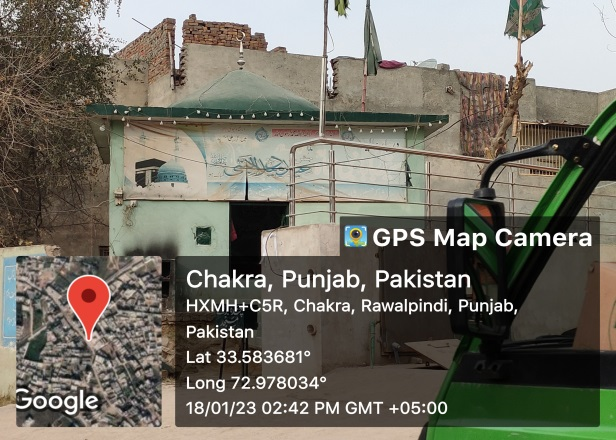 GPS Map Camera
Chakra, Punjab, Pakistan
HXMH+C5R, Chakra, Rawalpindi, Punjab,
Pakistan
Lat 33.583681°
Long 72.978034°
18/01/23 02:42 PM GMT +05:00
Google